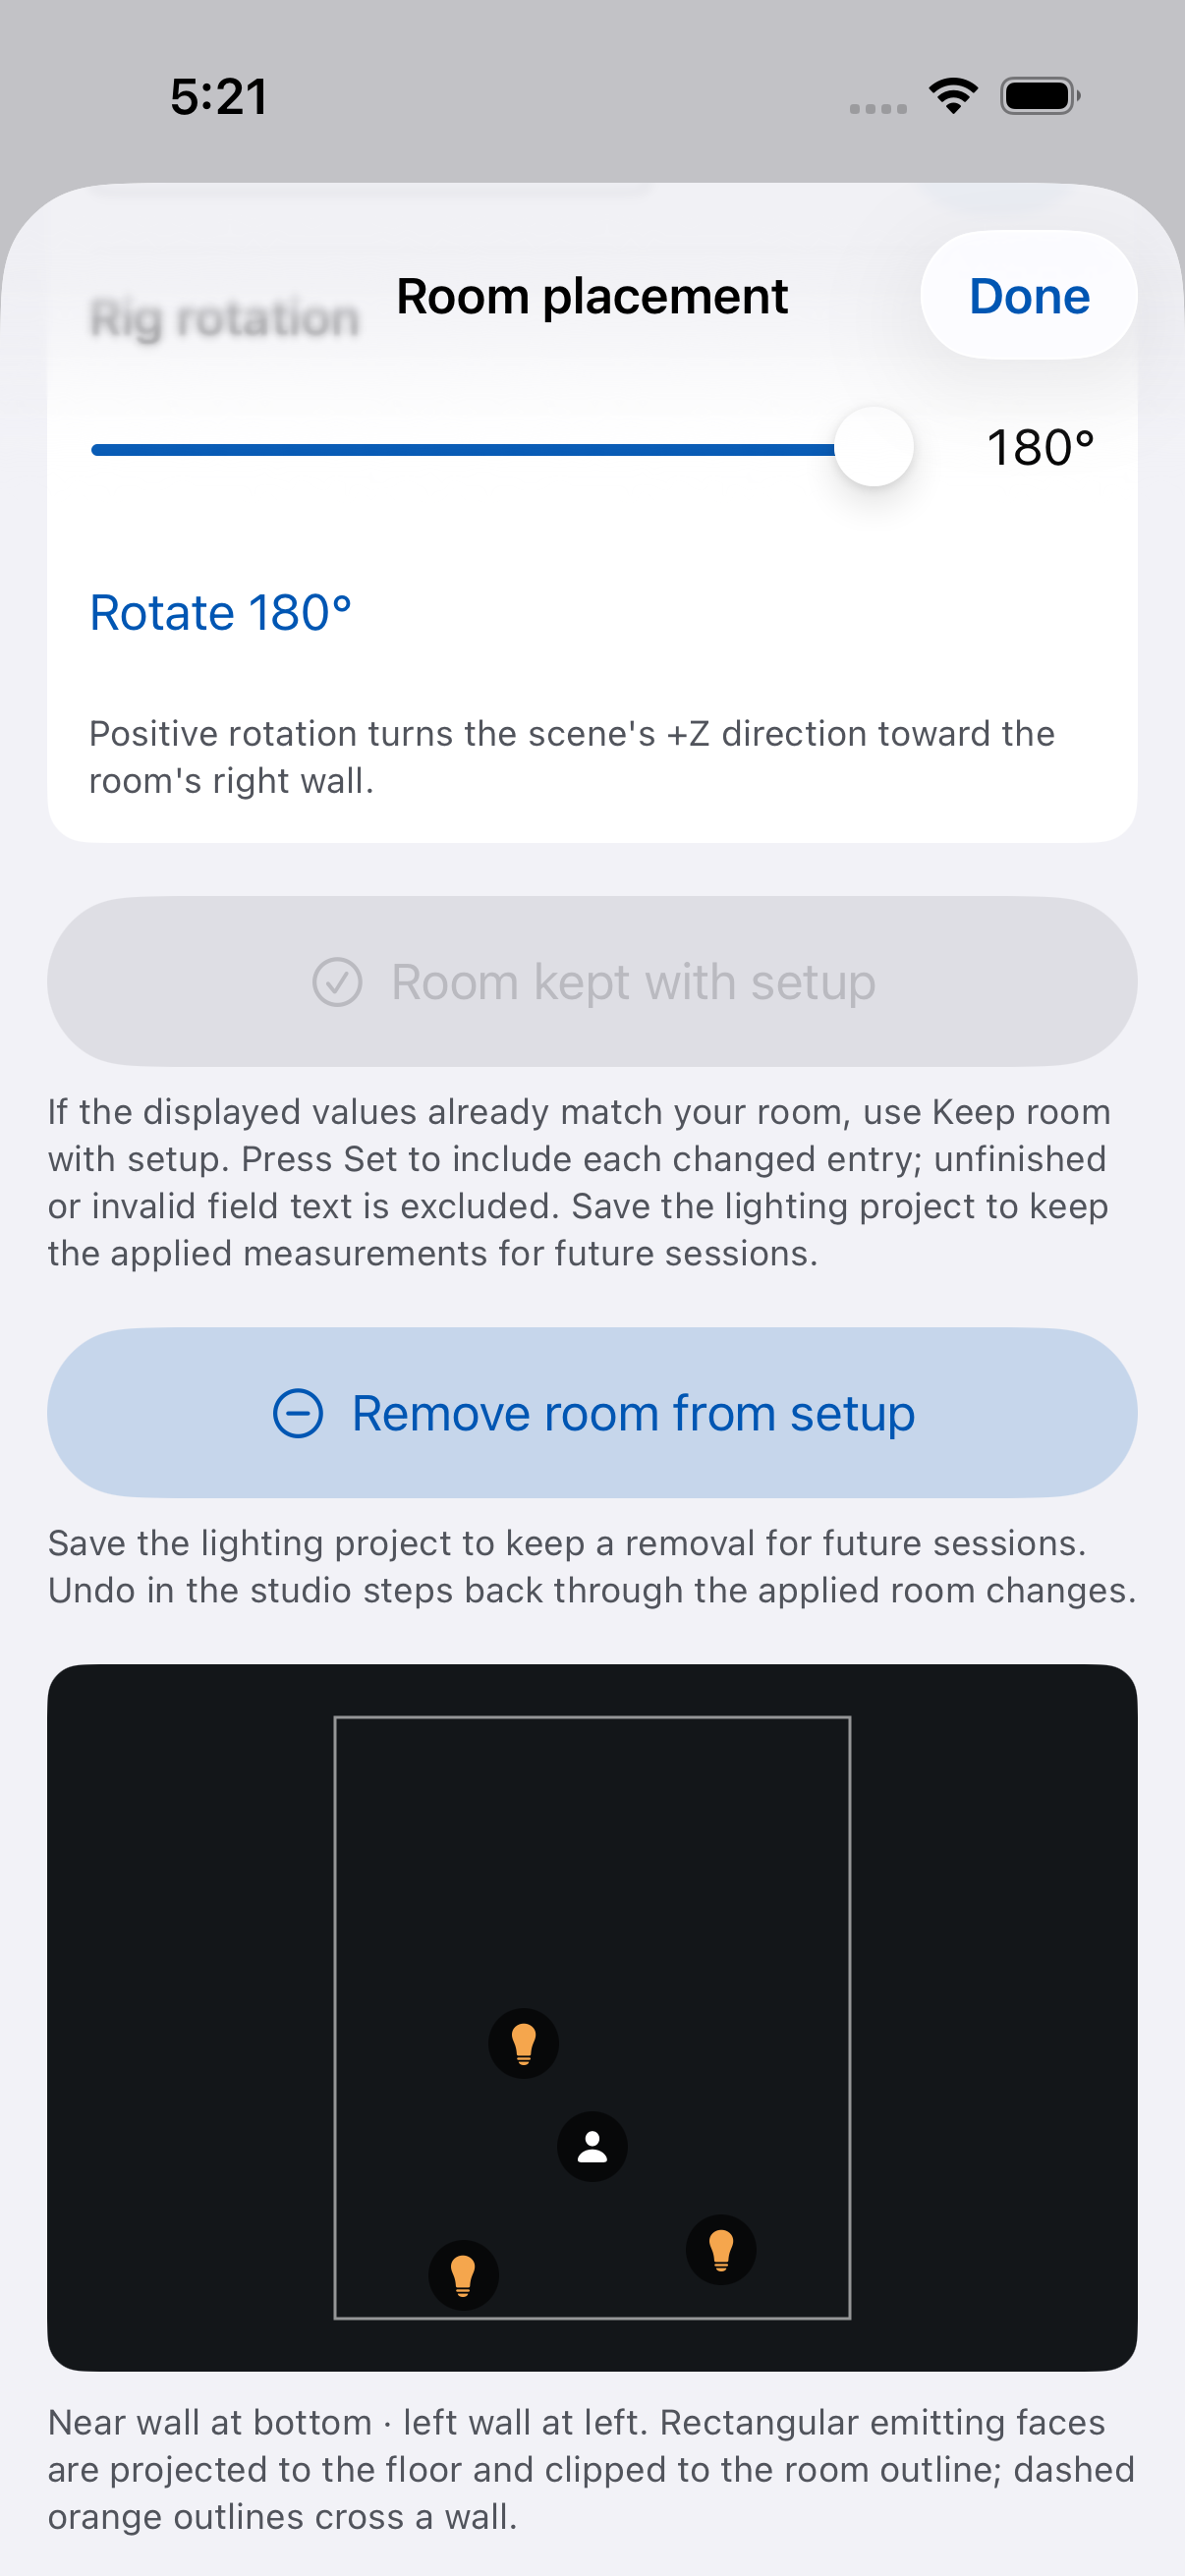 5:21
Room placement
Done
Rig rotation
180°
Rotate 180°
Positive rotation turns the scene's +Z direction toward the
room's right wall.
Room kept with setup
If the displayed values already match your room, use Keep room
with setup. Press Set to include each changed entry; unfinished
or invalid field text is excluded. Save the lighting project to keep
the applied measurements for future sessions.
Remove room from setup
Save the lighting project to keep a removal for future sessions.
Undo in the studio steps back through the applied room changes.
Near wall at bottom · left wall at left. Rectangular emitting faces
are projected to the floor and clipped to the room outline; dashed
orange outlines cross a wall.